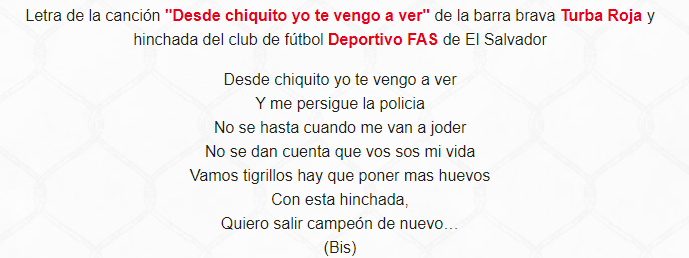 Letra de la canción "Desde chiquito yo te vengo a ver" de la barra brava Turba Roja y
hinchada del club de fútbol Deportivo FAS de El Salvador
Desde chiquito yo te vengo a ver
Y me persigue la policia
No se hasta cuando me van a joder
No se dan cuenta que vos sos mi vida
Vamos tigrillos hay que poner mas huevos
Con esta hinchada,
Quiero salir campeón de nuevo…
(Bis)